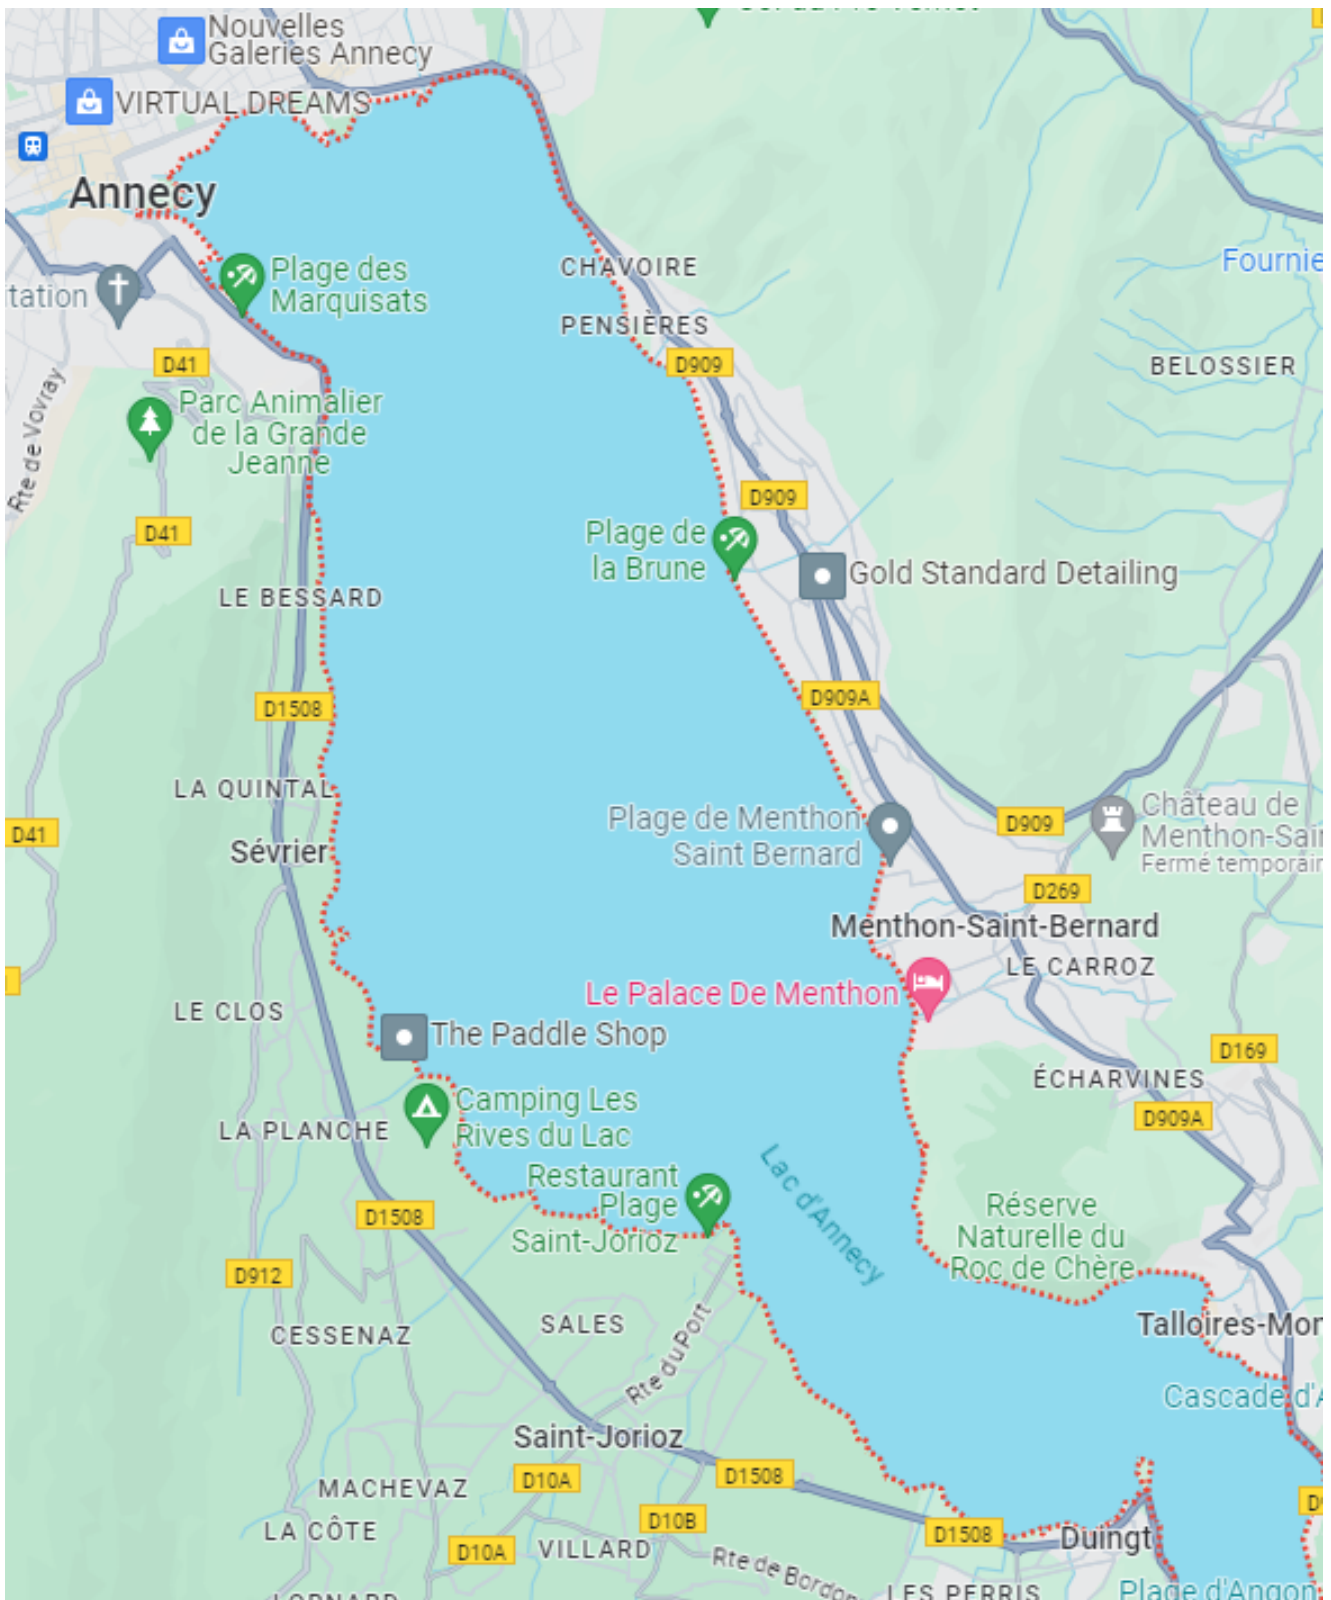 Nouvelles
Galeries Annecy
VIRTUAL DREAMS
Annecy
Fournie
CHAVOIRE
Plage des
Marquisats
tation
PENSIÈRES
D41
D909
BELOSSIER
Rte de Vovray
Parc Animalier
de la Grande
Jeanne
D909
D41
Plage de
la Brune
Gold Standard Detailing
LE BESSARD
D1508
D909A
LA QUINTAL
D41
Sévrier
Plage de Menthon
Saint Bernard
D909
Château de
Menthon-Sai
Fermé temporair
D269
Menthon-Saint-Bernard
LE CARROZ
Le Palace De Menthon
LE CLOS
The Paddle Shop
D169
ÉCHARVINES
Camping Les
Rives du Lac
LA PLANCHE
D909A
Lac d'Annecy
Restaurant
Plage
Saint-Jorioz
D1508
Réserve
Naturelle du
Roc de Chère
D912
CESSENAZ
SALES
Rte du Port
Talloires-Mon
Cascade d'A
Saint-Jorioz
MACHEVAZ
D10A
D1508
LA CÔTE
D10B
D1508
Duingt
D10A
VILLARD
Rte de Bordon
LES PERRIS
Plage d'Angon